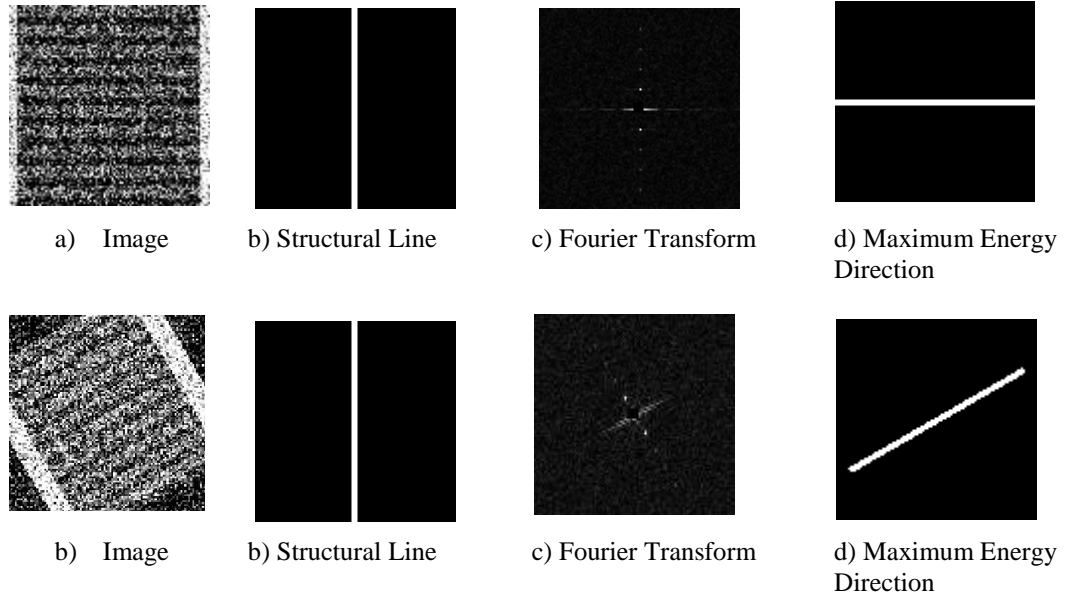 a) Image
b) Structural Line
c) Fourier Transform
d) Maximum Energy
Direction
b) Image
b) Structural Line
c) Fourier Transform
d) Maximum Energy
Direction